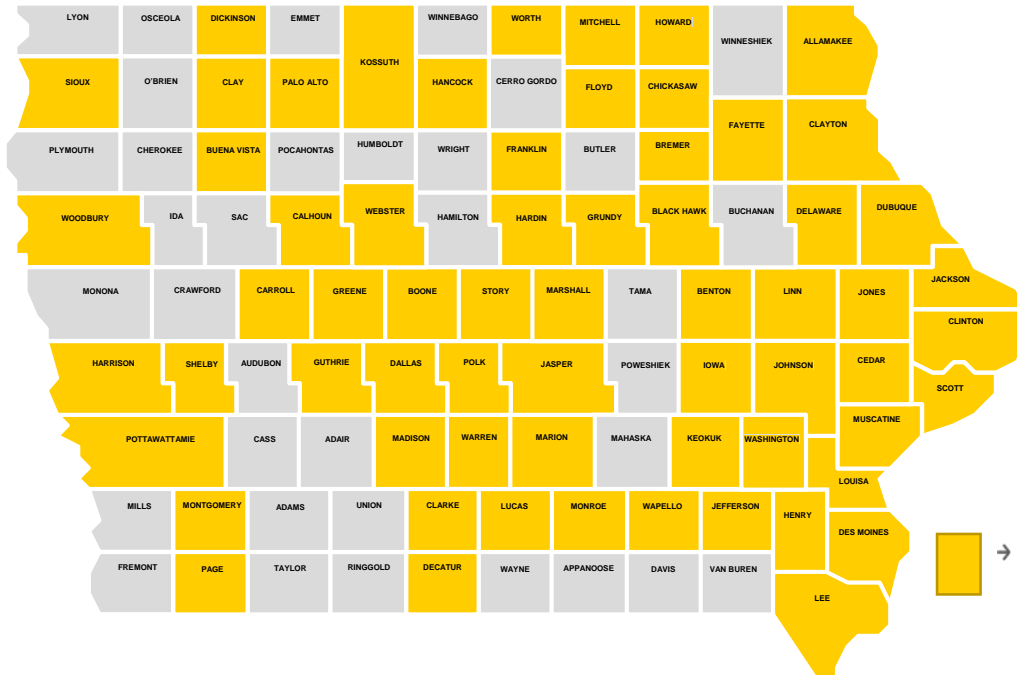 LYON
OSCEOLA
DICKINSON
EMMET
WINNEBAGO
WORTH
MITCHELL
HOWARD
WINNESHIEK
ALLAMAKEE
KOSSUTH
SIOUX
O'BRIEN
CLAY
PALO ALTO
HANCOCK
CERRO GORDO
FLOYD
CHICKASAW
FAYETTE
CLAYTON
PLYMOUTH
CHEROKEE
BUENA VISTA
POCAHONTAS
HUMBOLDT
WRIGHT
FRANKLIN
BUTLER
BREMER
WOODBURY
IDA
SAC
CALHOUN
WEBSTER
HAMILTON
HARDIN
GRUNDY
BLACK HAWK
BUCHANAN
DELAWARE
DUBUQUE
MONONA
CRAWFORD
CARROLL
GREENE
BOONE
STORY
MARSHALL
TAMA
BENTON
LINN
JONES
JACKSON
CLINTON
HARRISON
SHELBY
AUDUBON
GUTHRIE
DALLAS
POLK
JASPER
POWESHIEK
IOWA
JOHNSON
CEDAR
SCOTT
MUSCATINE
POTTAWATTAMIE
CASS
ADAIR
MADISON
WARREN
MARION
MAHASKA
KEOKUK
WASHINGTON
LOUISA
MILLS
MONTGOMERY
ADAMS
UNION
CLARKE
LUCAS
MONROE
WAPELLO
JEFFERSON
HENRY
DES MOINES
FREMONT
PAGE
TAYLOR
RINGGOLD
DECATUR
WAYNE
APPANOOSE
DAVIS
VAN BUREN
LEE